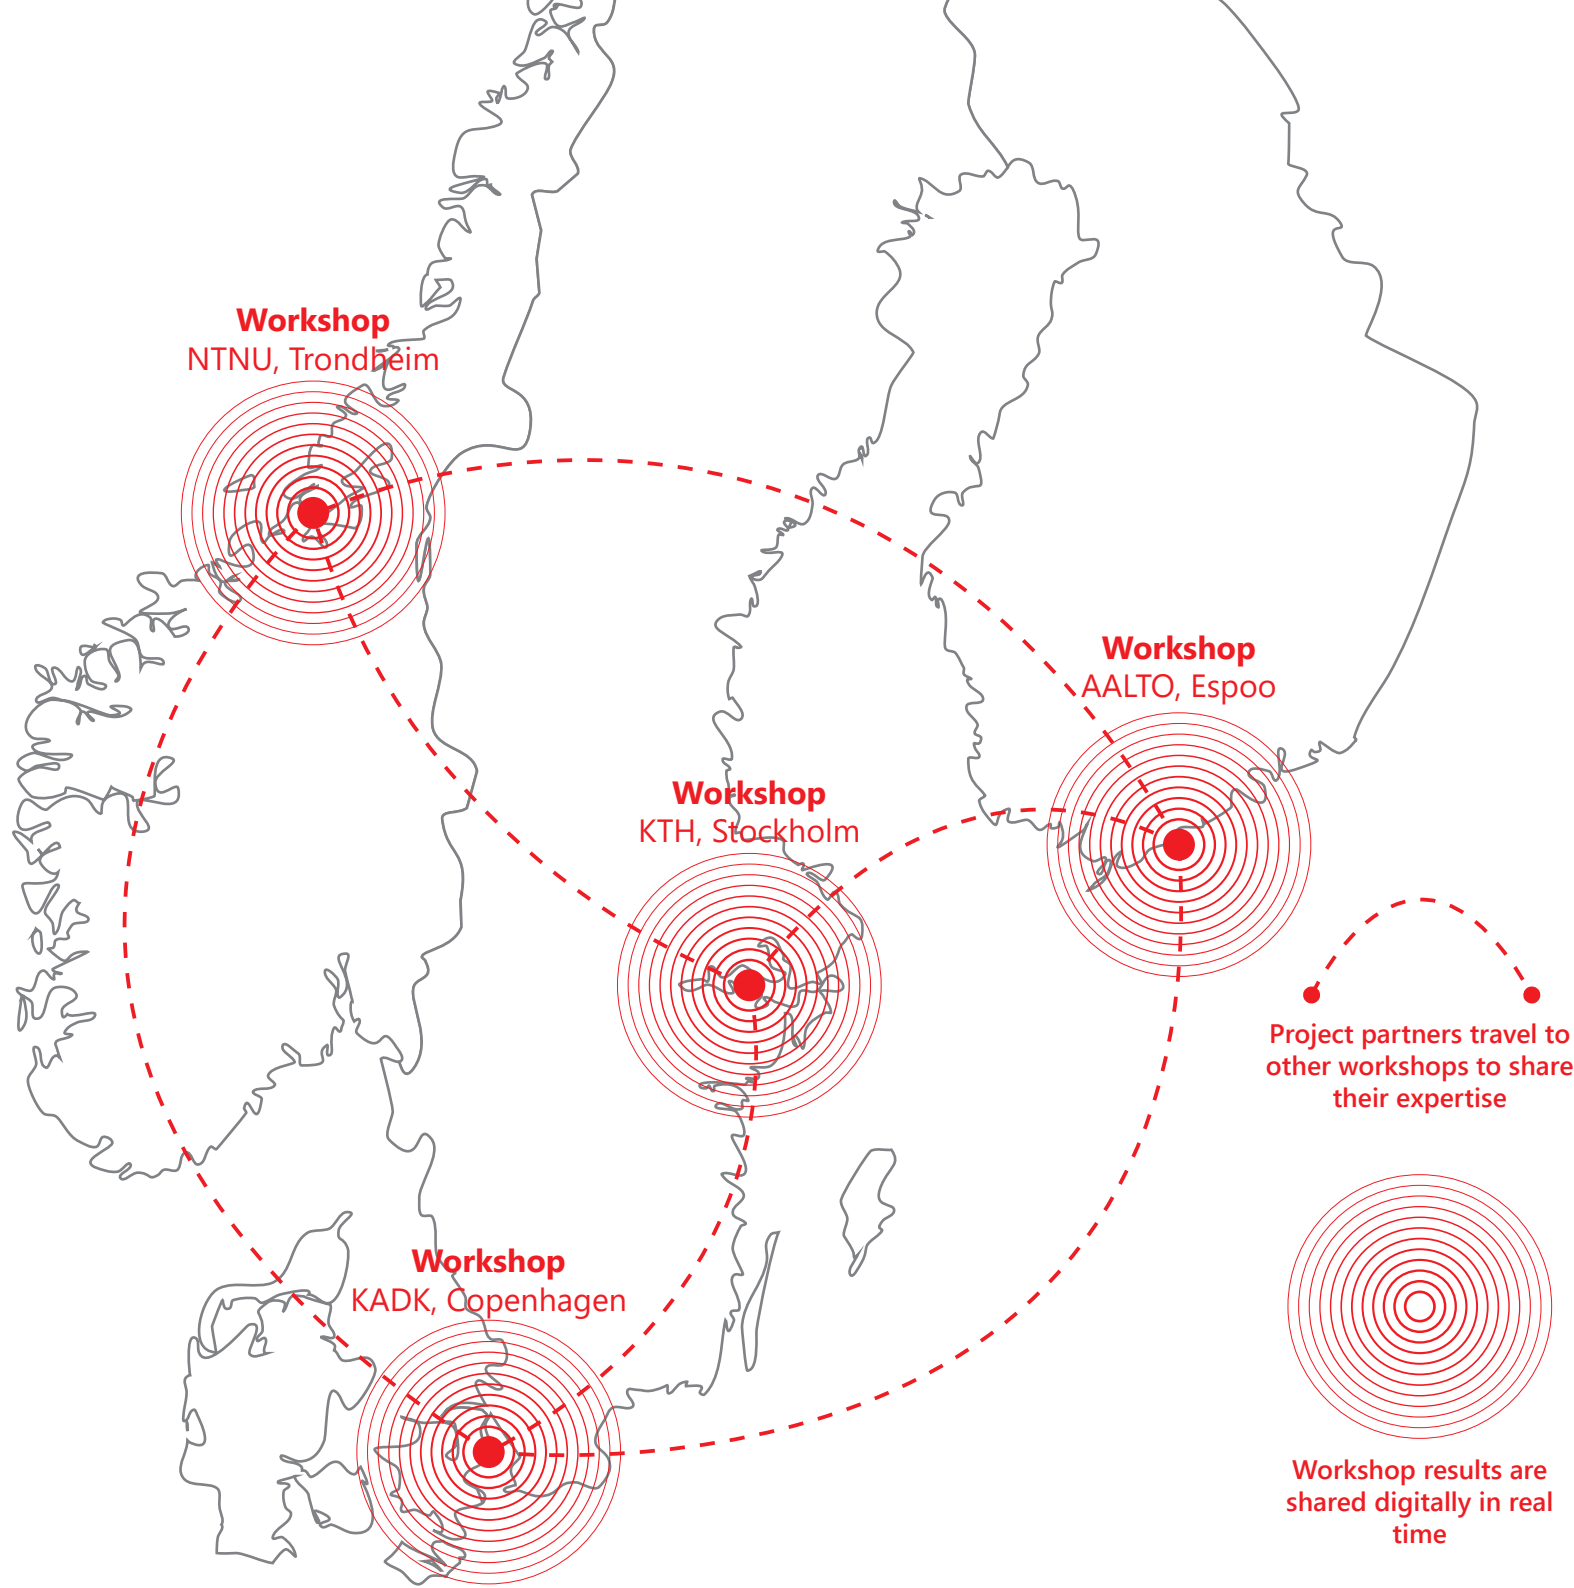 Workshop
NTNU, Trondheim
Workshop
AALTO, Espoo
Workshop
KTH, Stockholm
Project partners travel to
other workshops to share
their expertise
Workshop
KADK, Copenhagen
Workshop results are
shared digitally in real
time